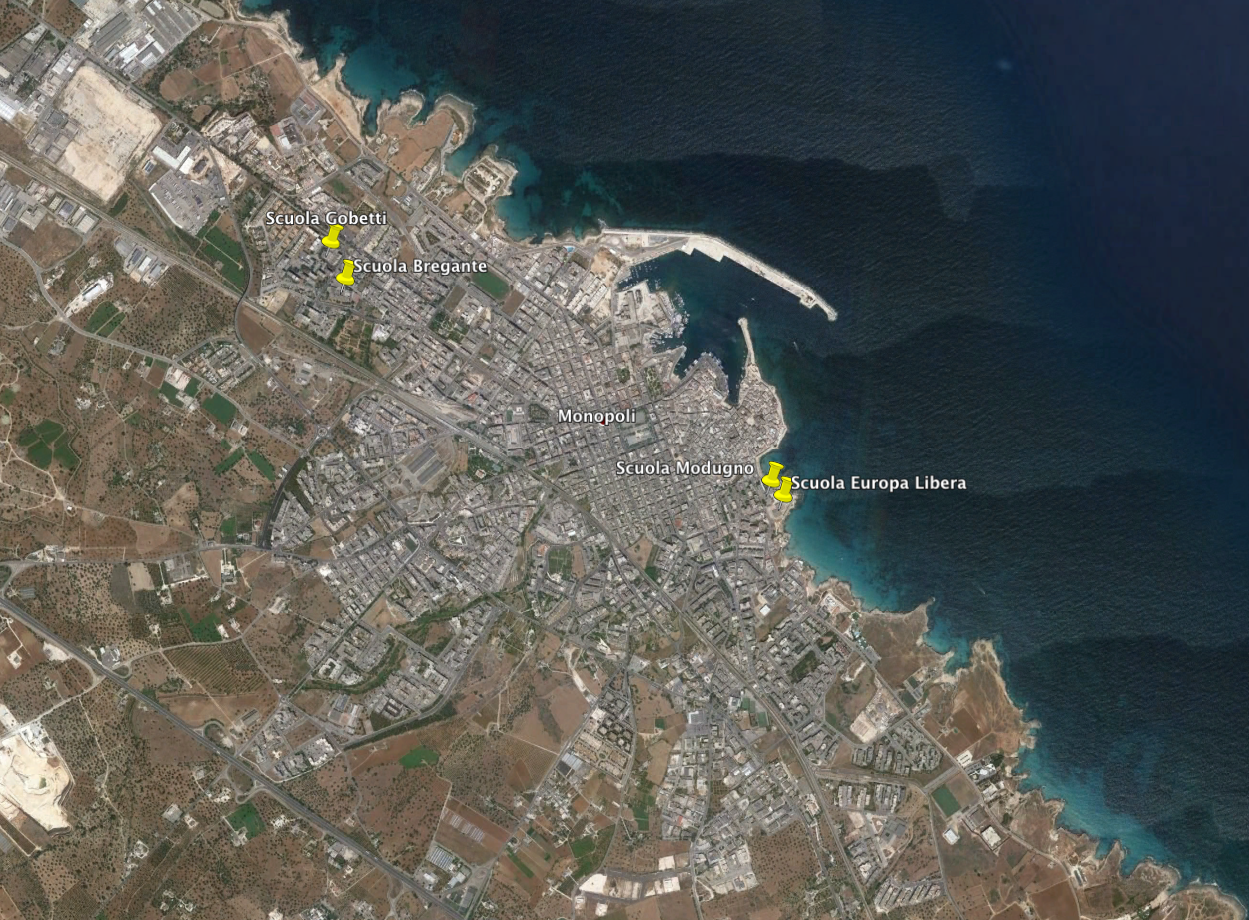 Scuola Gobetti
Scuola Bregante
Monopoli
Scuola Modugno
Scuola Europa Libera